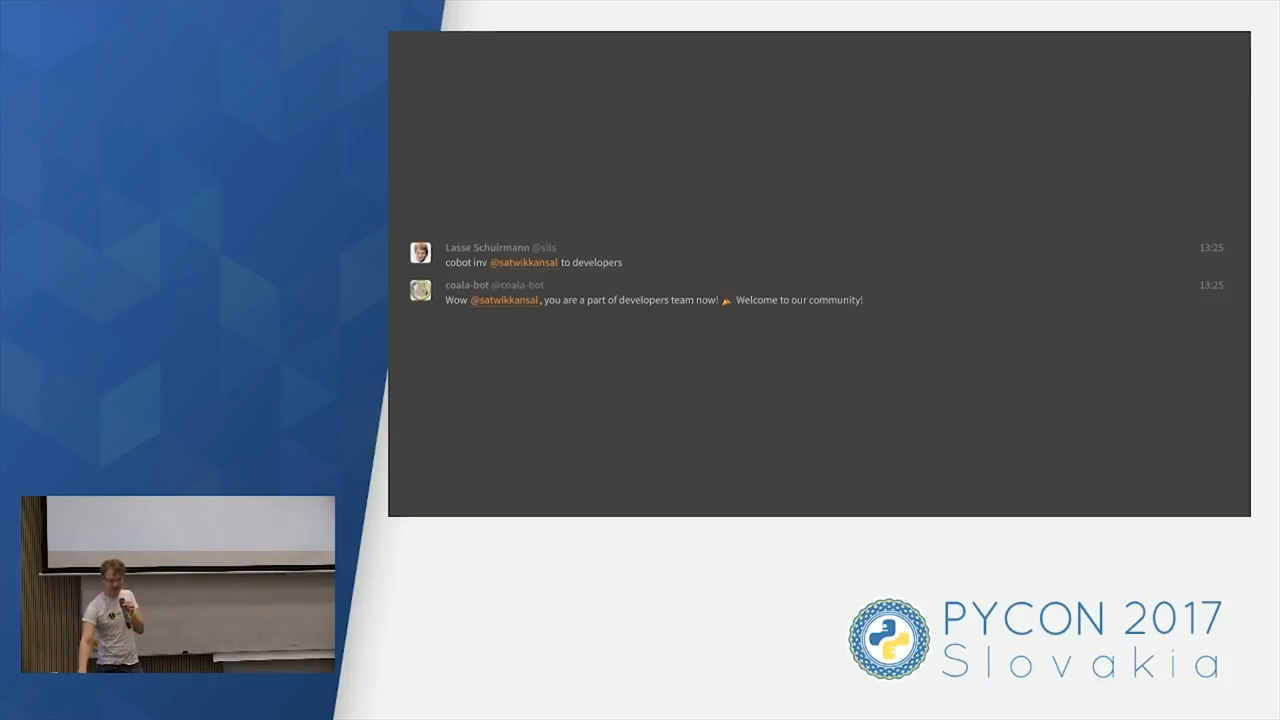 Lasse Schuirmann @sils 13:25
cobot inv @satwikkansal to developers
coala-bot @coala-bot 13:25
Wow @satwikkansal, you are a part of developers team now! 🎉 Welcome to our community!
PYCON 2017
Slovakia